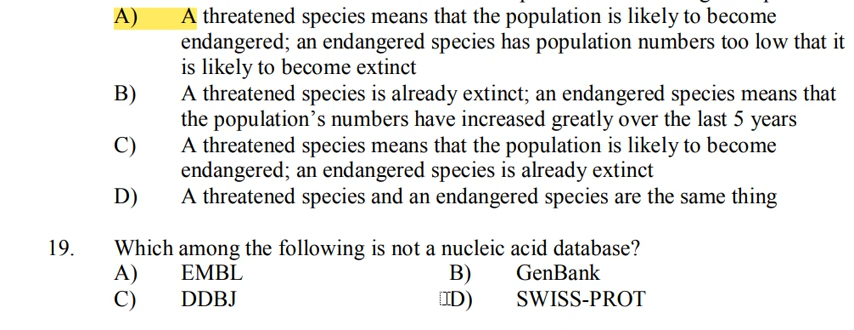 A) A threatened species means that the population is likely to become
endangered; an endangered species has population numbers too low that it
is likely to become extinct
B) A threatened species is already extinct; an endangered species means that
the population’s numbers have increased greatly over the last 5 years
C) A threatened species means that the population is likely to become
endangered; an endangered species is already extinct
D) A threatened species and an endangered species are the same thing
19. Which among the following is not a nucleic acid database?
A) EMBL B) GenBank
C) DDBJ D) SWISS-PROT